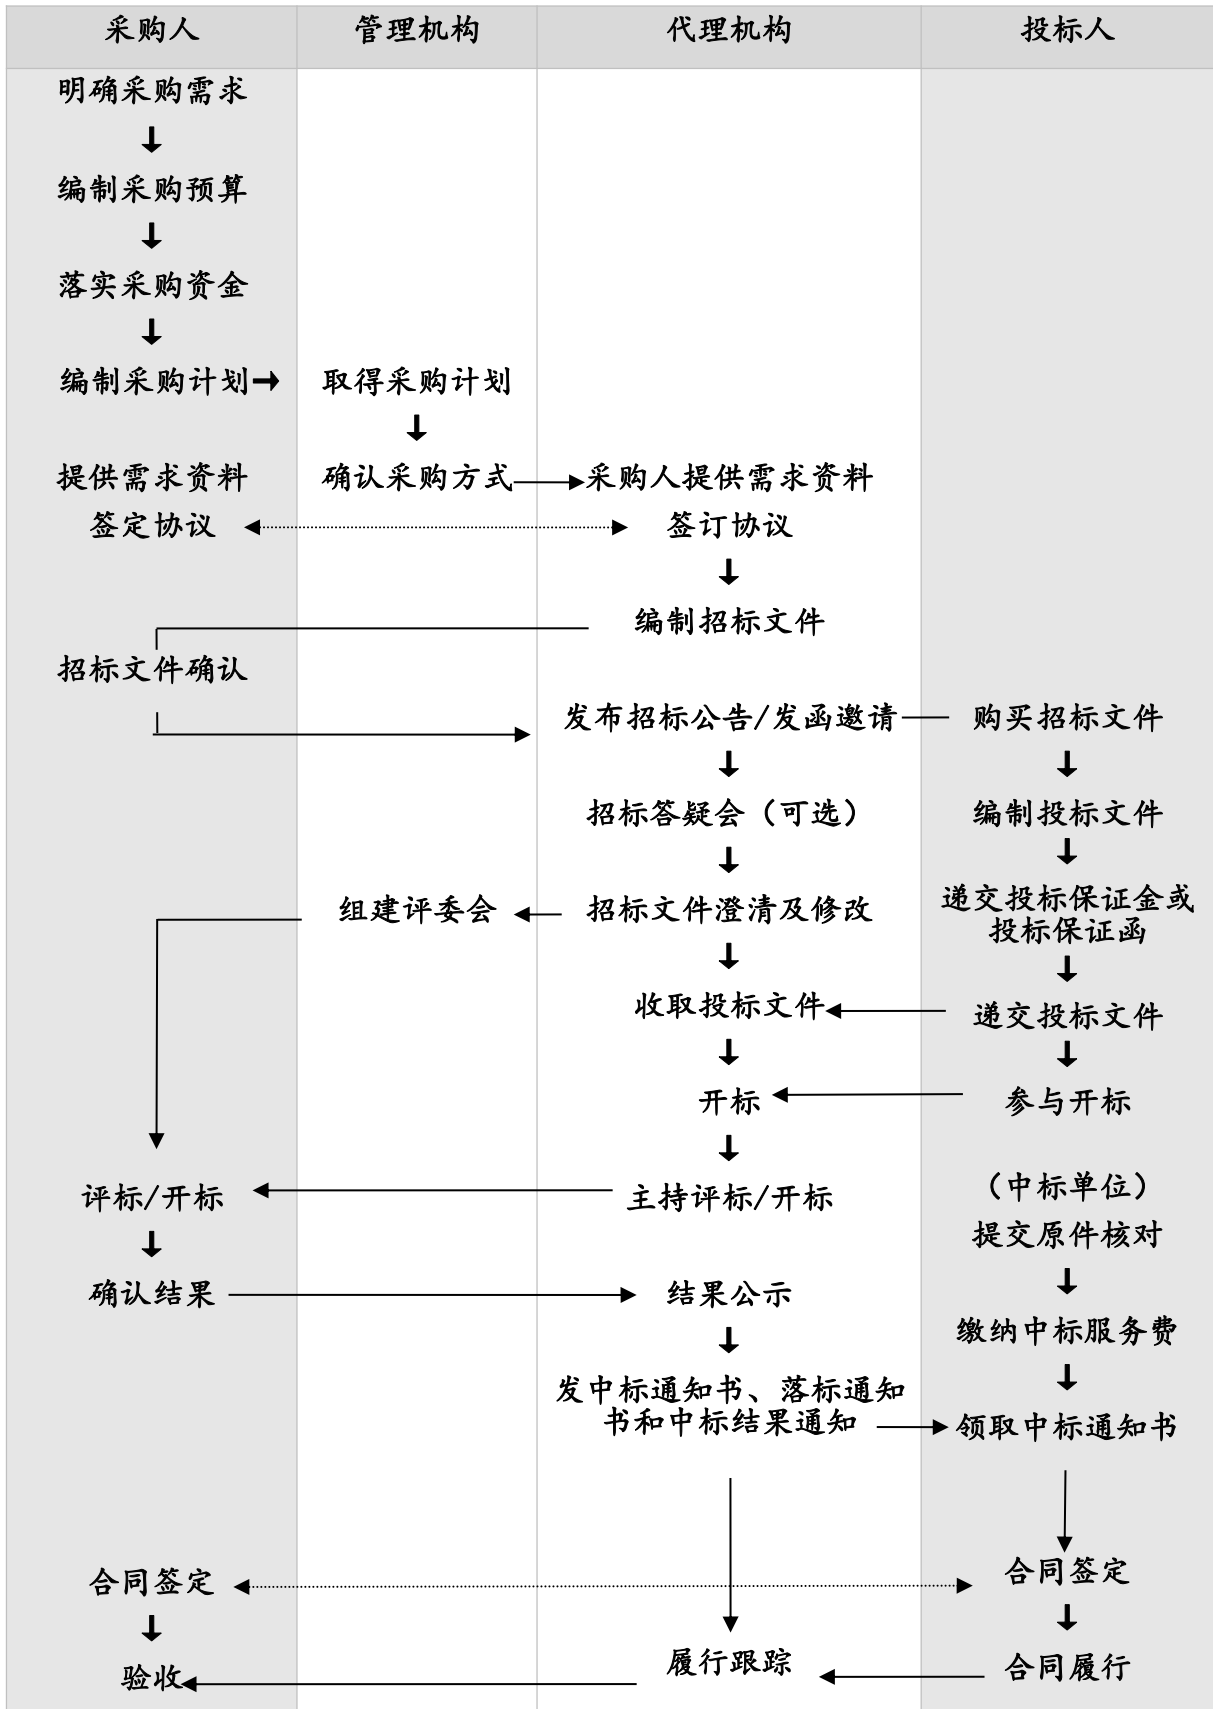 采购人 管理机构 代理机构 投标人
明确采购需求
编制采购预算
落实采购资金
编制采购计划 取得采购计划
提供需求资料 确认采购方式 采购人提供需求资料
签定协议 签订协议
编制招标文件
招标文件确认
发布招标公告/发函邀请 购买招标文件
招标答疑会（可选） 编制投标文件
组建评委会 招标文件澄清及修改 递交投标保证金或
投标保证函
收取投标文件 递交投标文件
开标 参与开标
（中标单位）
评标/开标 主持评标/开标
提交原件核对
确认结果 结果公示
缴纳中标服务费
发中标通知书、落标通知
书和中标结果通知 领取中标通知书
合同签定 合同签定
履行跟踪 合同履行
验收